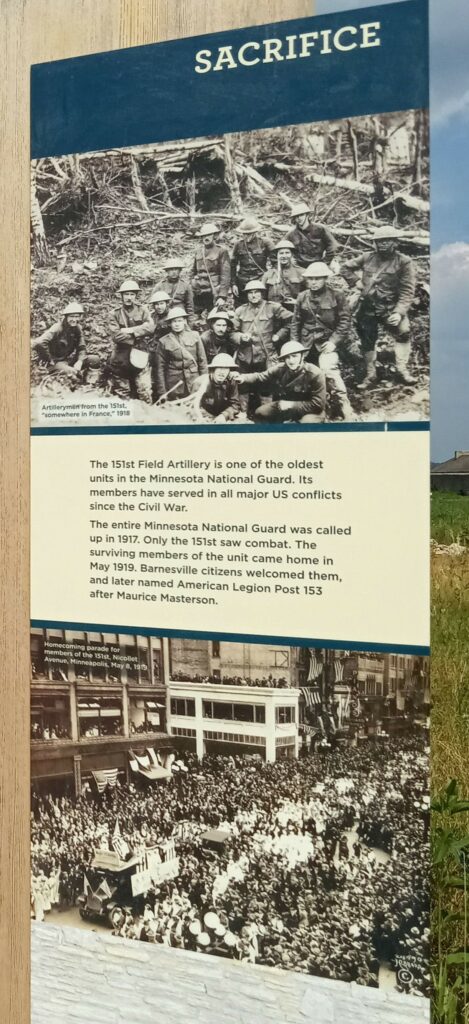 SACRIFICE
Artillerymen from the 151st,
"somewhere in France," 1918
The 151st Field Artillery is one of the oldest
units in the Minnesota National Guard. Its
members have served in all major US conflicts
since the Civil War.
The entire Minnesota National Guard was called
up in 1917. Only the 151st saw combat. The
surviving members of the unit came home in
May 1919. Barnesville citizens welcomed them,
and later named American Legion Post 153
after Maurice Masterson.
Homecoming parade for
members of the 151st, Nicollet
Avenue, Minneapolis, May 8, 1919